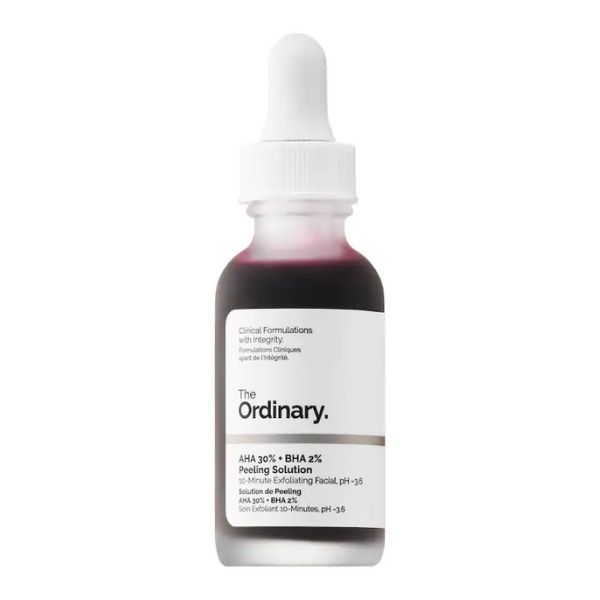 Clinical Formulations
with Integrity.
Formulations Cliniques
ayant de l'Intégrité.
The
Ordinary.
AHA 30% + BHA 2%
Peeling Solution
10-Minute Exfoliating Facial, pH ~3.6
Solution de Peeling
AHA 30% + BHA 2%
Soin Exfoliant 10-Minutes, pH ~3.6